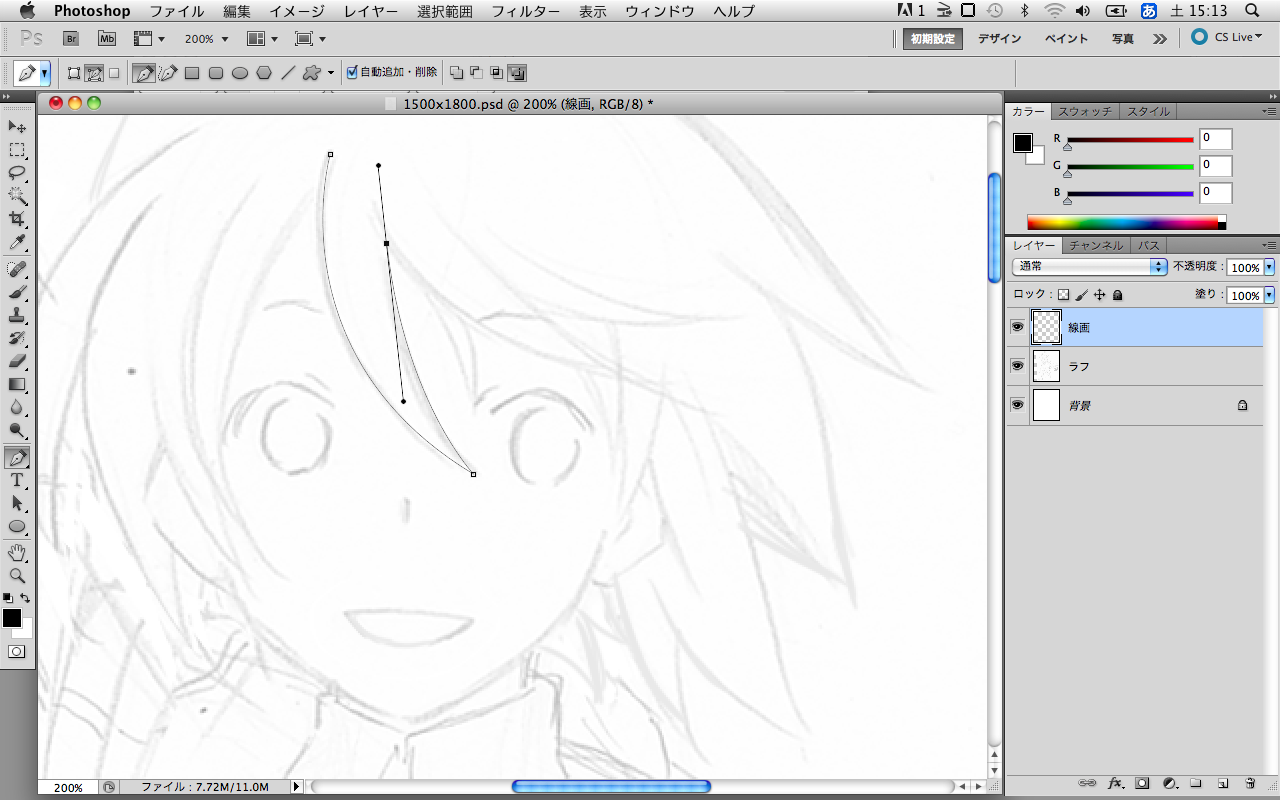 Photoshop ファイル 編集 イメージ レイヤー 選択範囲 フィルター 表示 ウィンドウ ヘルプ 1 あ 土 15:13
Ps Br Mb 200% 初期設定 デザイン ペイント 写真 CS Live
自動追加・削除
1500x1800.psd @ 200% (線画, RGB/8) *
カラー スウォッチ スタイル
R 0
G 0
B 0
レイヤー チャンネル パス
通常 不透明度 : 100%
ロック : 塗り : 100%
線画
ラフ
背景
T
200% ファイル : 7.72M/11.0M
fx